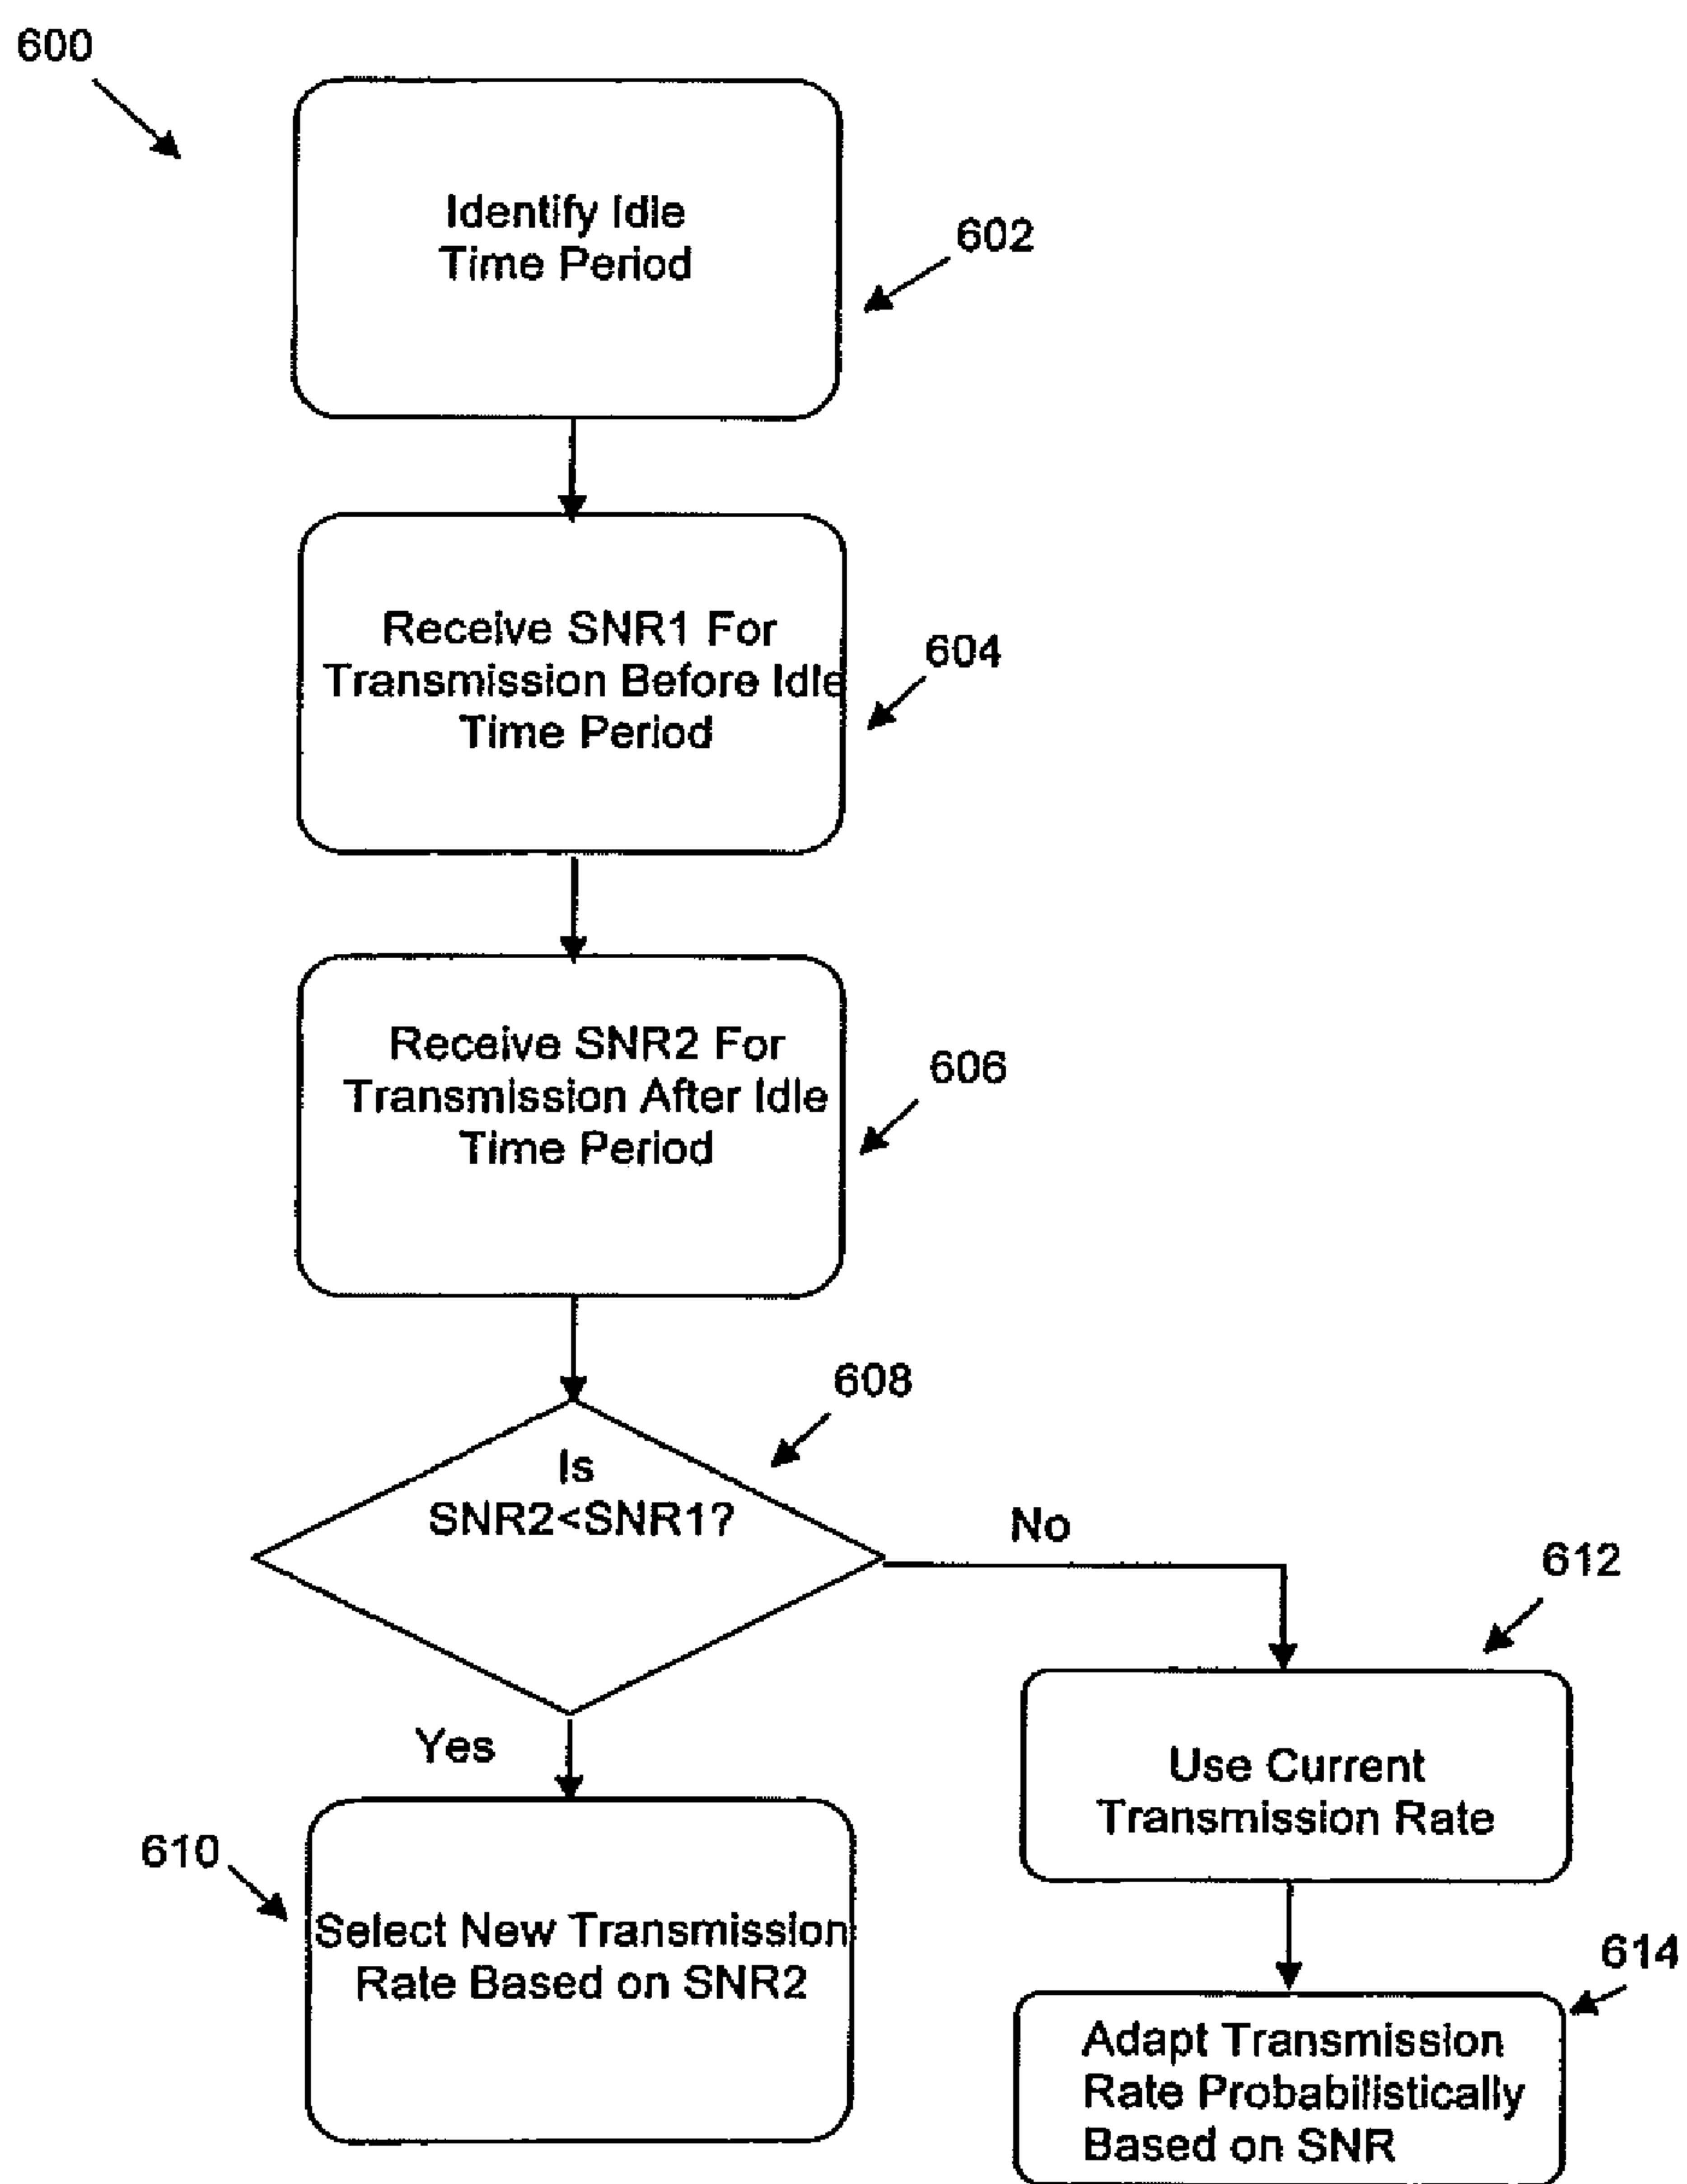 600
Identify Idle
Time Period
602
Receive SNR1 For
Transmission Before Idle
Time Period
604
Receive SNR2 For
Transmission After Idle
Time Period
606
608
Is
SNR2<SNR1?
No
612
Yes
Use Current
Transmission Rate
610
Select New Transmission
Rate Based on SNR2
614
Adapt Transmission
Rate Probabilistically
Based on SNR